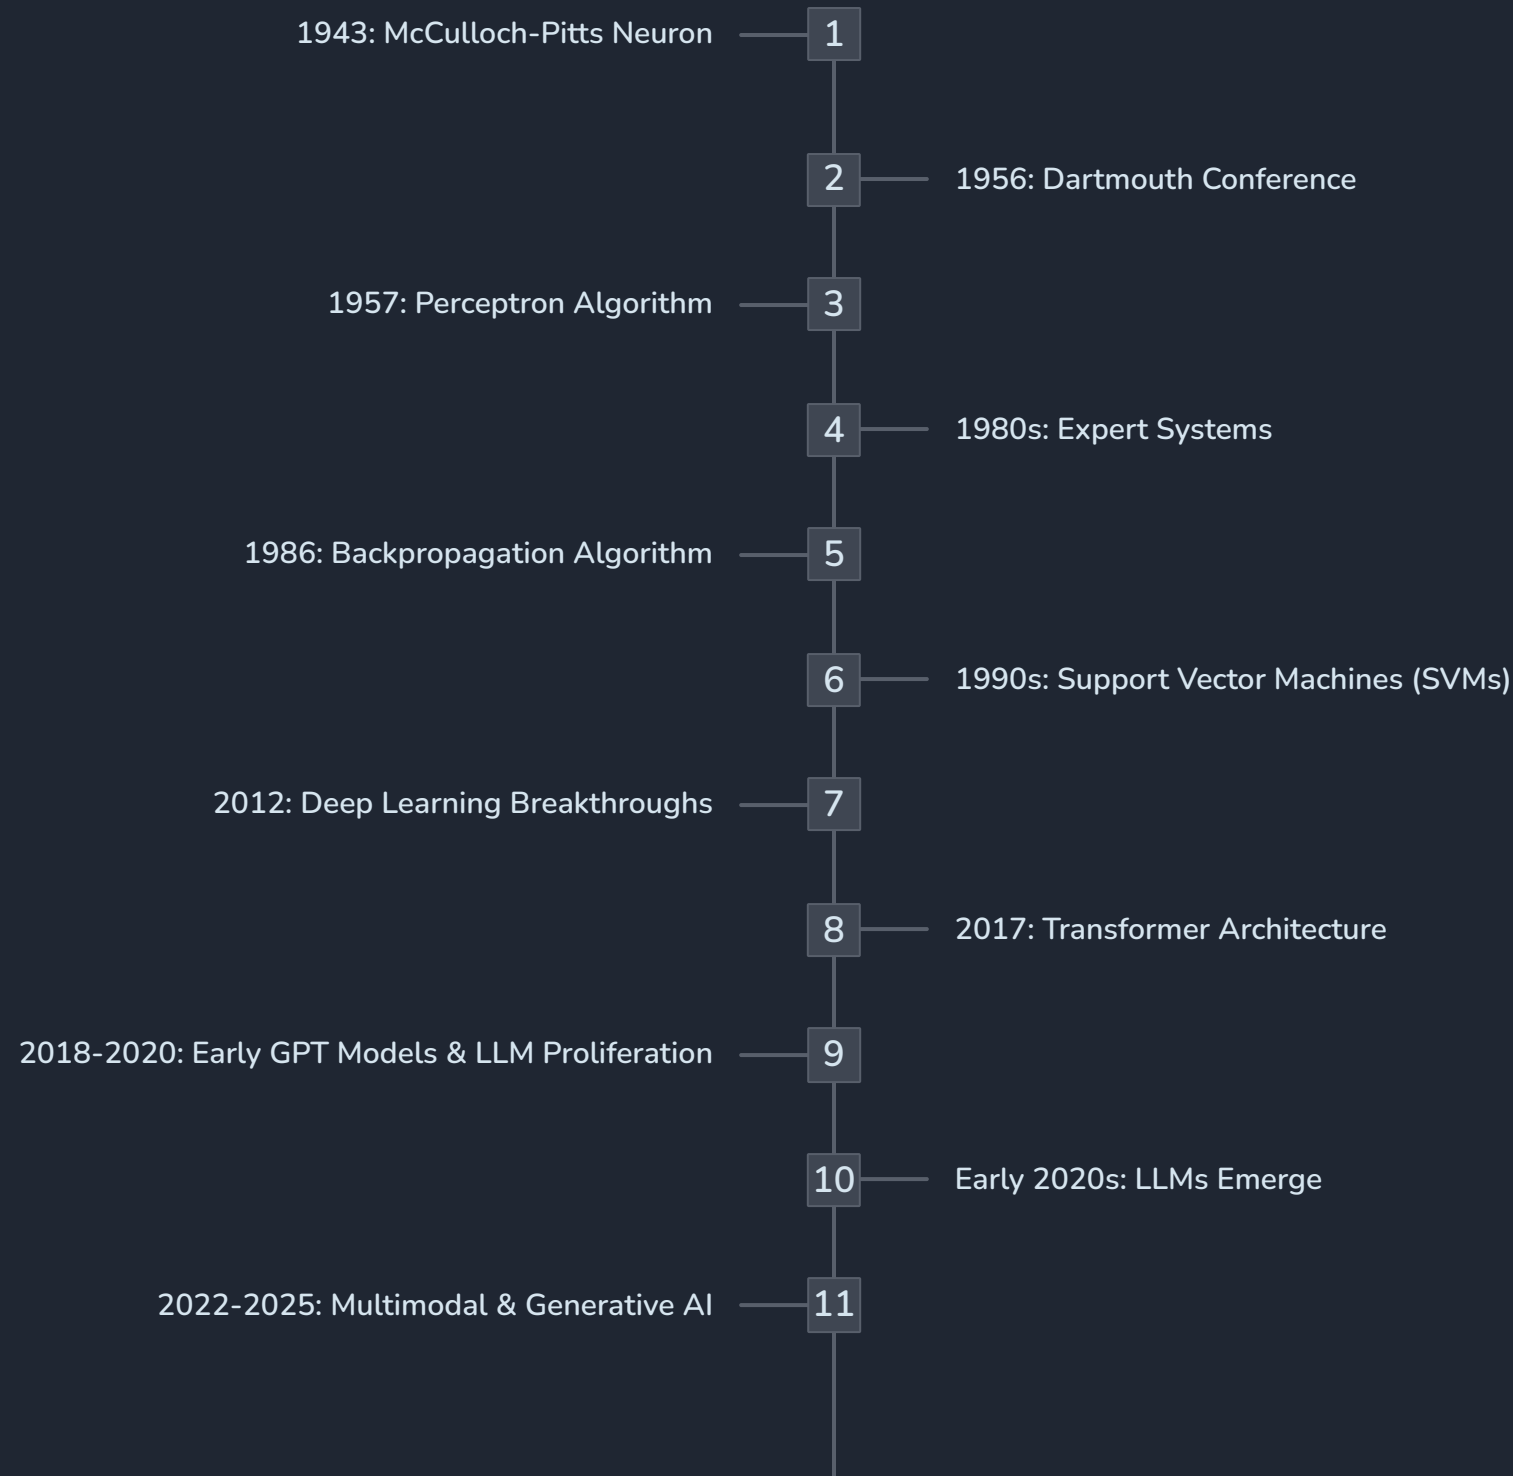 1943: McCulloch-Pitts Neuron 1
2 1956: Dartmouth Conference
1957: Perceptron Algorithm 3
4 1980s: Expert Systems
1986: Backpropagation Algorithm 5
6 1990s: Support Vector Machines (SVMs)
2012: Deep Learning Breakthroughs 7
8 2017: Transformer Architecture
2018-2020: Early GPT Models & LLM Proliferation 9
10 Early 2020s: LLMs Emerge
2022-2025: Multimodal & Generative AI 11